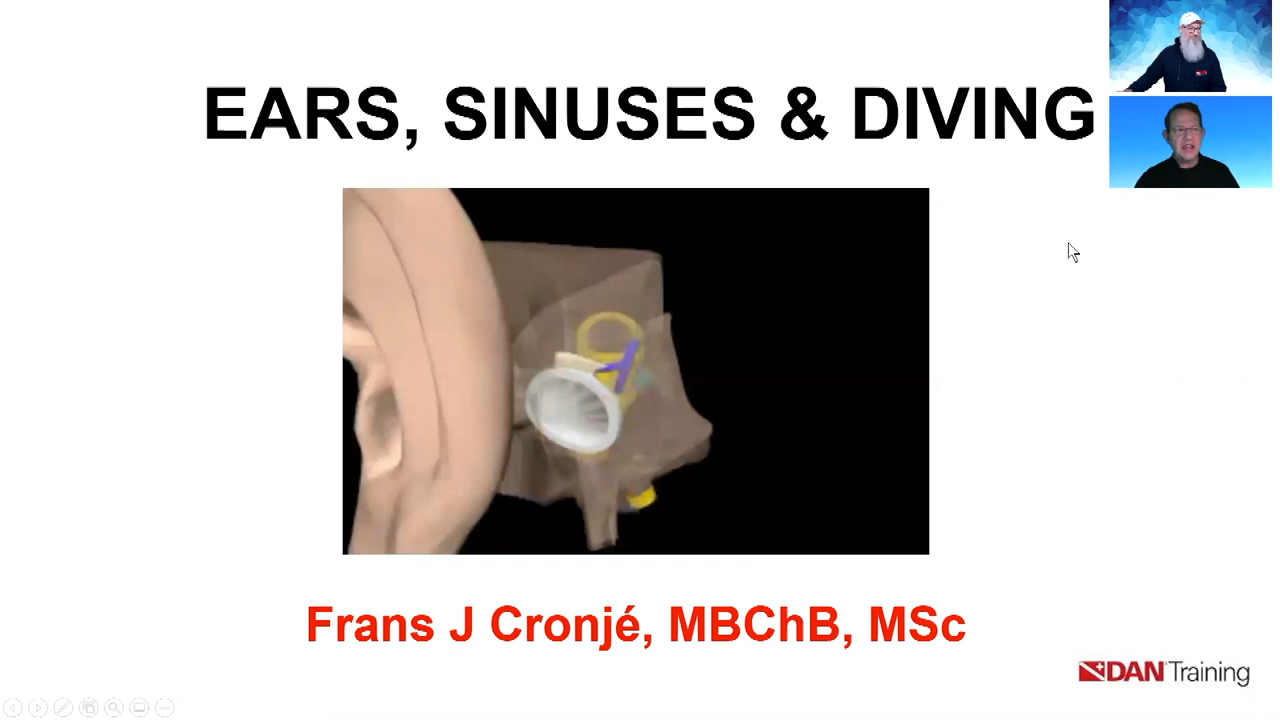 EARS, SINUSES & DIVING
Frans J Cronjé, MBChB, MSc
DAN Training